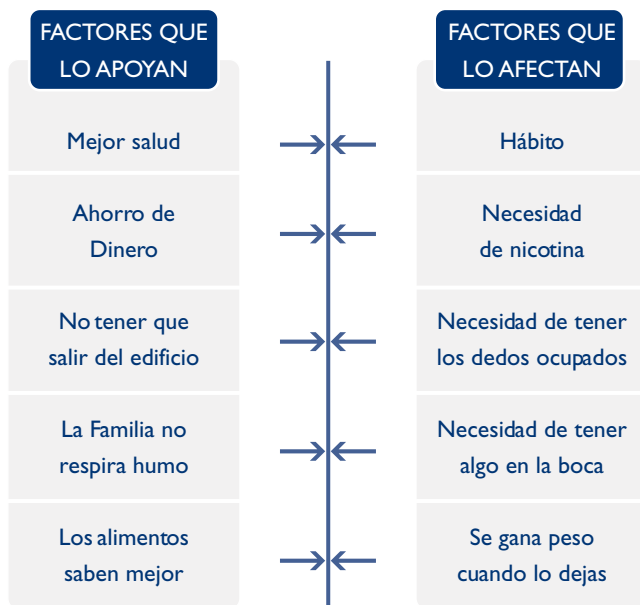 FACTORES QUE
LO APOYAN
FACTORES QUE
LO AFECTAN
Mejor salud
Hábito
Ahorro de
Dinero
Necesidad
de nicotina
No tener que
salir del edificio
Necesidad de tener
los dedos ocupados
La Familia no
respira humo
Necesidad de tener
algo en la boca
Los alimentos
saben mejor
Se gana peso
cuando lo dejas